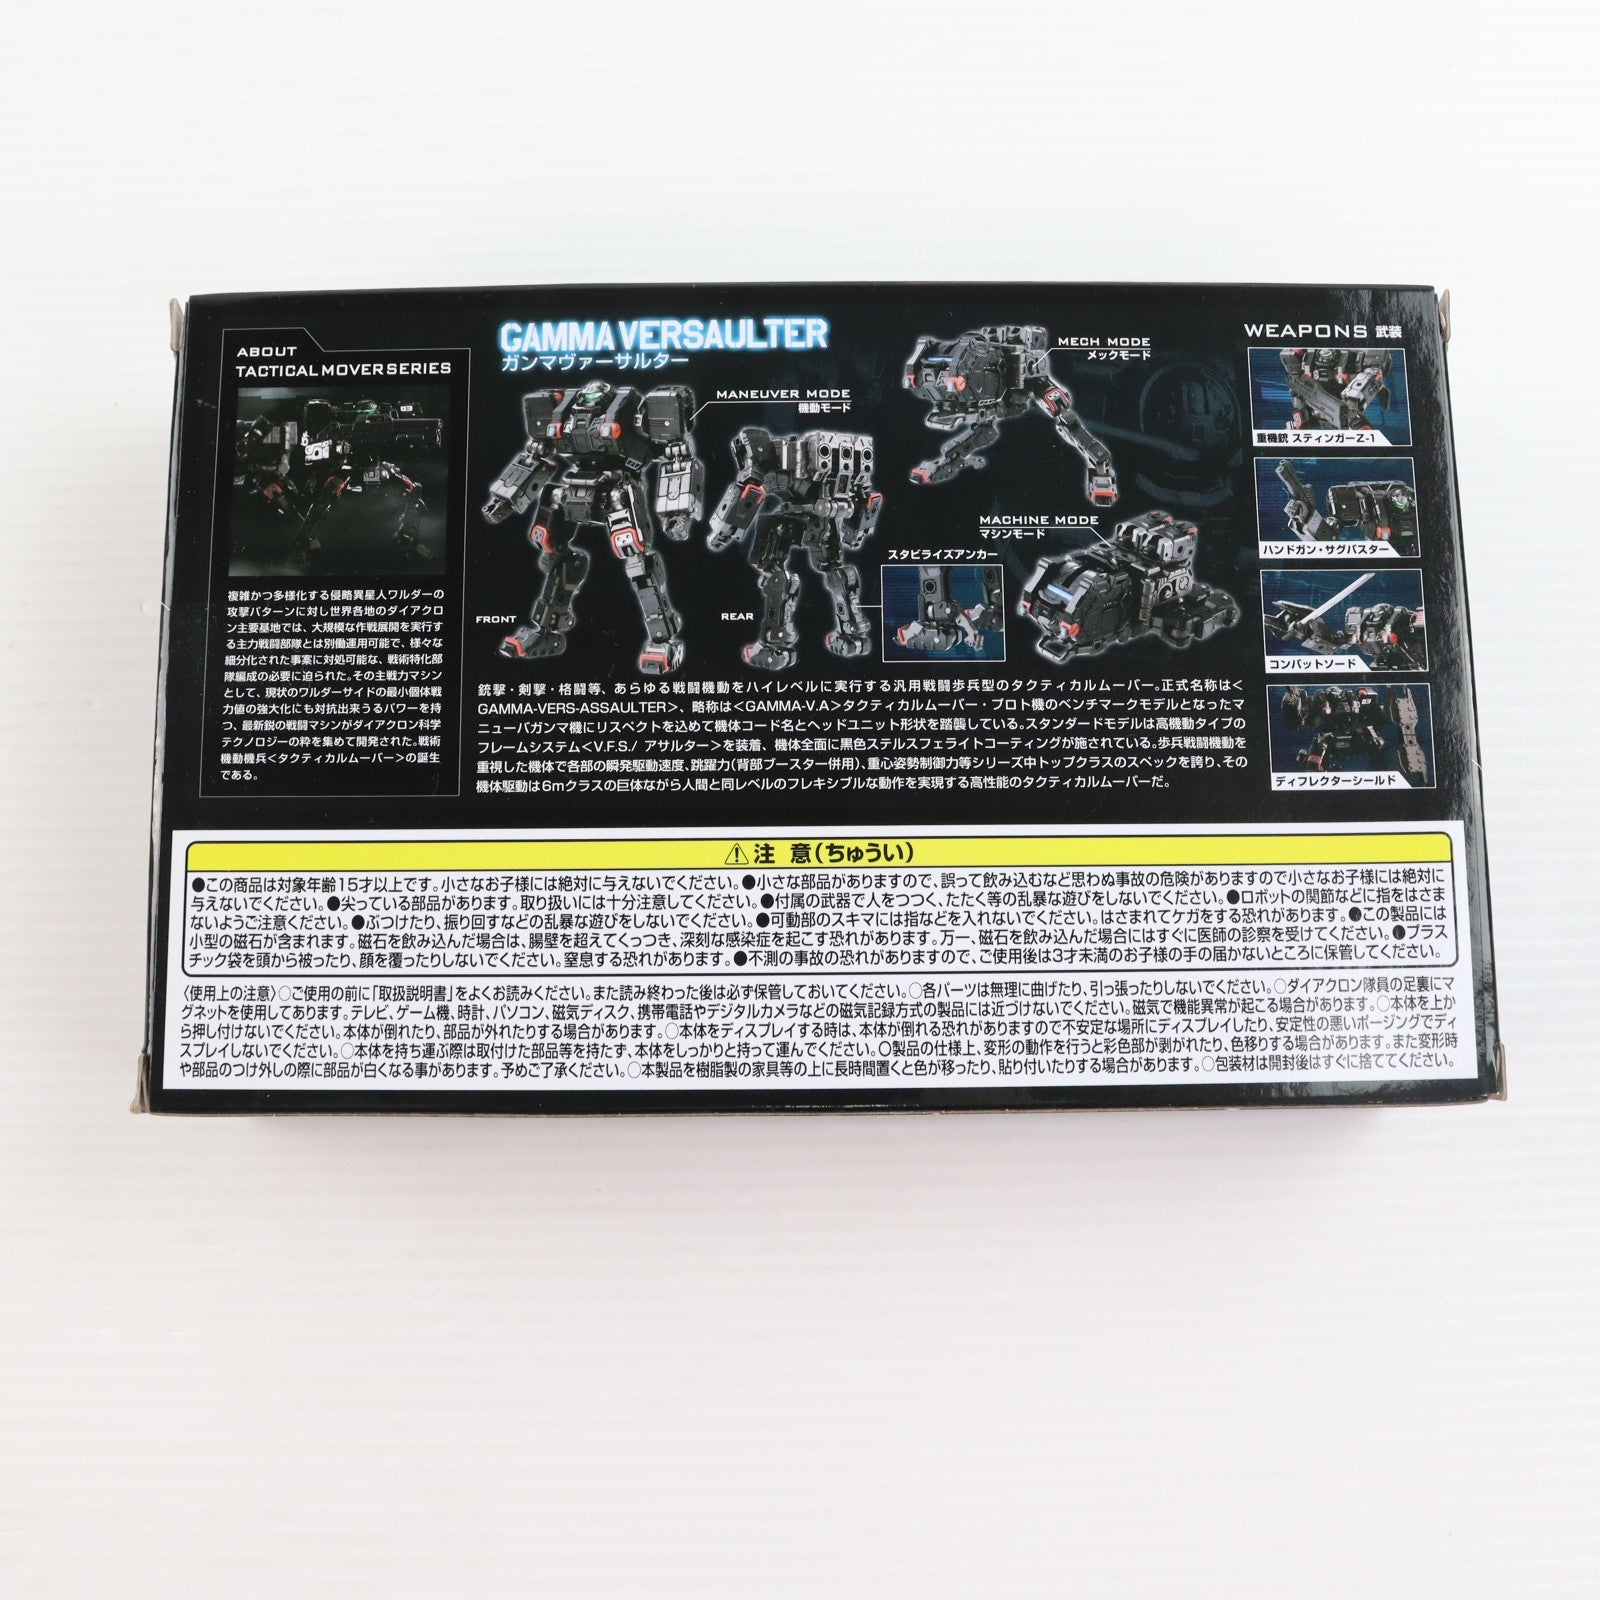 ABOUT
TACTICAL MOVER SERIES
複雑かつ多様化する侵略異星人ワルダーの
攻撃パターンに対し世界各地のダイアクロ
ン主要基地では、大規模な作戦展開を実行す
る主力戦闘部隊とは別働運用可能で、様々な
細分化された事案に対処可能な、戦術特化部
隊編成の必要に迫られた。その主戦力マシン
として、現状のワルダーサイドの最小個体戦
力値の強大化にも対抗出来うるパワーを持
つ、最新鋭の戦闘マシンがダイアクロン科学
テクノロジーの粋を集めて開発された。戦術
機動機兵<タクティカルムーバー>の誕生
である。
GAMMA VERSAULTER
ガンマヴァーサルター
MANEUVER MODE
機動モード
FRONT
REAR
MECH MODE
メックモード
MACHINE MODE
マシンモード
スタビライズアンカー
銃撃・剣撃・格闘等、あらゆる戦闘機動をハイレベルに実行する汎用戦闘歩兵型のタクティカルムーバー。正式名称は<
GAMMA-VERS-ASSAULTER>、略称は<GAMMA-V.A>タクティカルムーバー・プロト機のベンチマークモデルとなったマ
ニューバガンマ機にリスペクトを込めて機体コード名とヘッドユニット形状を踏襲している。スタンダードモデルは高機動タイプの
フレームシステム<V.F.S./ アサルター>を装着、機体全面に黒色ステルスフェライトコーティングが施されている。歩兵戦闘機動を
重視した機体で各部の瞬発駆動速度、跳躍力(背部ブースター併用)、重心姿勢制御力等シリーズ中トップクラスのスペックを誇り、その
機体駆動は6mクラスの巨体ながら人間と同レベルのフレキシブルな動作を実現する高性能のタクティカルムーバーだ。
WEAPONS 武装
重機銃 スティンガーZ-1
ハンドガン・サグバスター
コンバットソード
ディフレクターシールド
⚠注 意(ちゅうい)
●この商品は対象年齢15才以上です。小さなお子様には絶対に与えないでください。●小さな部品がありますので、誤って飲み込むなど思わぬ事故の危険がありますので小さなお子様には絶対に
与えないでください。●尖っている部品があります。取り扱いには十分注意してください。●付属の武器で人をつつく、たたく等の乱暴な遊びをしないでください。●ロボットの関節などに指をはさま
ないようご注意ください。●ぶつけたり、振り回すなどの乱暴な遊びをしないでください。●可動部のスキマには指などを入れないでください。はさまれてケガをする恐れがあります。●この製品には
小型の磁石が含まれます。磁石を飲み込んだ場合は、腸壁を超えてくっつき、深刻な感染症を起こす恐れがあります。万一、磁石を飲み込んだ場合にはすぐに医師の診察を受けてください。●プラス
チック袋を頭から被ったり、顔を覆ったりしないでください。窒息する恐れがあります。●不測の事故の恐れがありますので、ご使用後は3才未満のお子様の手の届かないところに保管してください。
〈使用上の注意〉○ご使用の前に「取扱説明書」をよくお読みください。また読み終わった後は必ず保管しておいてください。○各パーツは無理に曲げたり、引っ張ったりしないでください。○ダイアクロン隊員の足裏にマ
グネットを使用してあります。テレビ、ゲーム機、時計、パソコン、磁気ディスク、携帯電話やデジタルカメラなどの磁気記録方式の製品には近づけないでください。磁気で機能異常が起こる場合があります。○本体を上か
ら押し付けないでください。本体が倒れたり、部品が外れたりする場合があります。○本体をディスプレイする時は、本体が倒れる恐れがありますので不安定な場所にディスプレイしたり、安定性の悪いポージングでディ
スプレイしないでください。○本体を持ち運ぶ際は取付けた部品等を持たず、本体をしっかりと持って運んでください。○製品の仕様上、変形の動作を行うと彩色部が剥がれたり、色移りする場合があります。また変形時
や部品のつけ外しの際に部品が白くなる事があります。予めご了承ください。○本製品を樹脂製の家具等の上に長時間置くと色が移ったり、貼り付いたりする場合があります。○包装材は開封後はすぐに捨ててください。